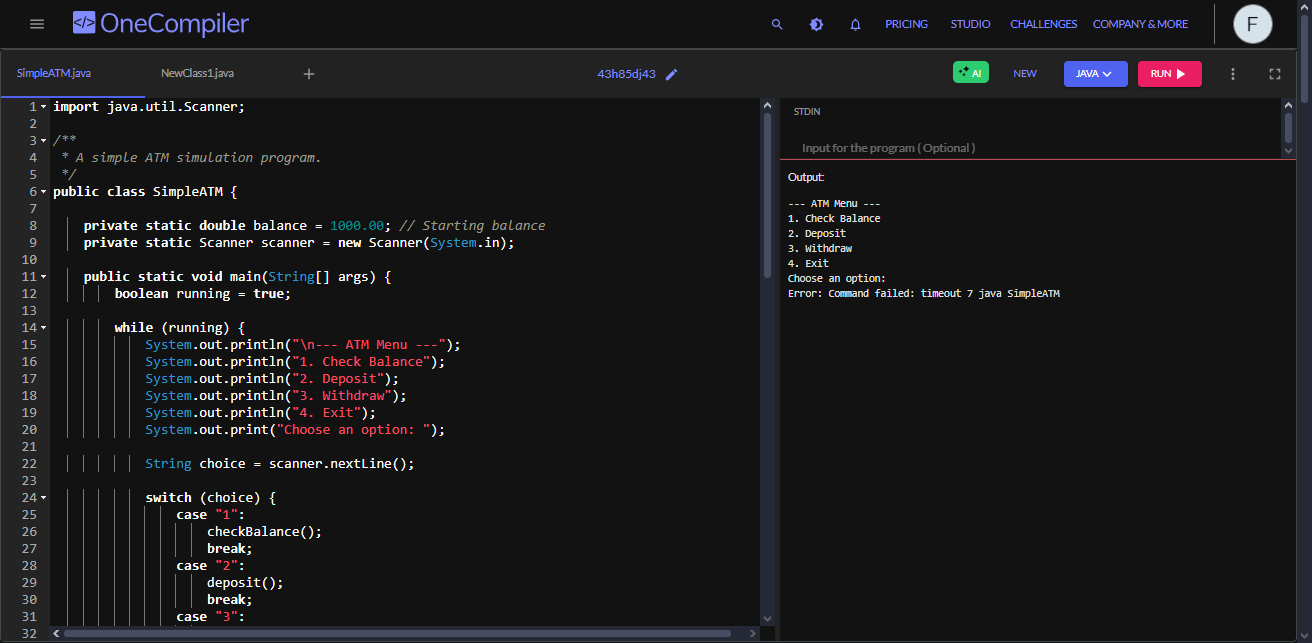 </> OneCompiler
PRICING STUDIO CHALLENGES COMPANY & MORE F
SimpleATM.java NewClass1.java + 43h85dj43 AI NEW JAVA RUN
1 import java.util.Scanner;
2
3 /**
4 * A simple ATM simulation program.
5 */
6 public class SimpleATM {
7
8 private static double balance = 1000.00; // Starting balance
9 private static Scanner scanner = new Scanner(System.in);
10
11 public static void main(String[] args) {
12 boolean running = true;
13
14 while (running) {
15 System.out.println("\n--- ATM Menu ---");
16 System.out.println("1. Check Balance");
17 System.out.println("2. Deposit");
18 System.out.println("3. Withdraw");
19 System.out.println("4. Exit");
20 System.out.print("Choose an option: ");
21
22 String choice = scanner.nextLine();
23
24 switch (choice) {
25 case "1":
26 checkBalance();
27 break;
28 case "2":
29 deposit();
30 break;
31 case "3":
32
STDIN
Input for the program ( Optional )
Output:
--- ATM Menu ---
1. Check Balance
2. Deposit
3. Withdraw
4. Exit
Choose an option:
Error: Command failed: timeout 7 java SimpleATM